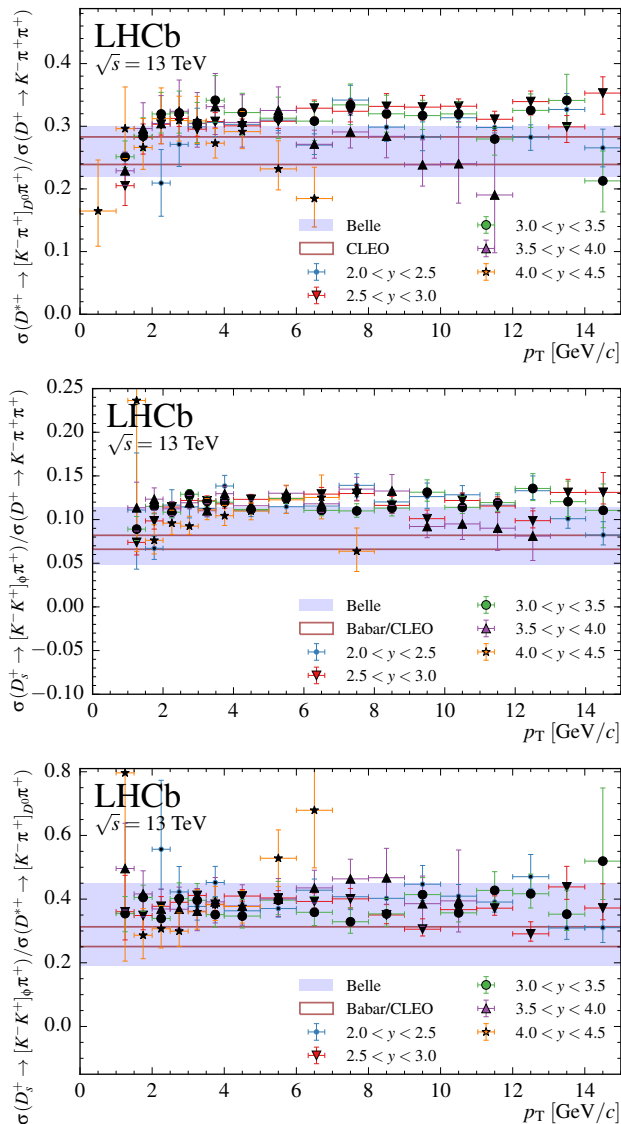 σ(D*+ → [K−π+]D0π+)/σ(D+ → K−π+π+)
0.4
0.3
0.2
0.1
0.0
LHCb
√s = 13 TeV
Belle
CLEO
2.0 < y < 2.5
2.5 < y < 3.0
3.0 < y < 3.5
3.5 < y < 4.0
4.0 < y < 4.5
0 2 4 6 8 10 12 14
pT [GeV/c]
σ(Ds+ → [K−K+]ϕπ+)/σ(D+ → K−π+π+)
0.25
0.20
0.15
0.10
0.05
0.00
−0.05
−0.10
LHCb
√s = 13 TeV
Belle
Babar/CLEO
2.0 < y < 2.5
2.5 < y < 3.0
3.0 < y < 3.5
3.5 < y < 4.0
4.0 < y < 4.5
0 2 4 6 8 10 12 14
pT [GeV/c]
σ(Ds+ → [K−K+]ϕπ+)/σ(D*+ → [K−π+]D0π+)
0.8
0.6
0.4
0.2
0.0
LHCb
√s = 13 TeV
Belle
Babar/CLEO
2.0 < y < 2.5
2.5 < y < 3.0
3.0 < y < 3.5
3.5 < y < 4.0
4.0 < y < 4.5
0 2 4 6 8 10 12 14
pT [GeV/c]